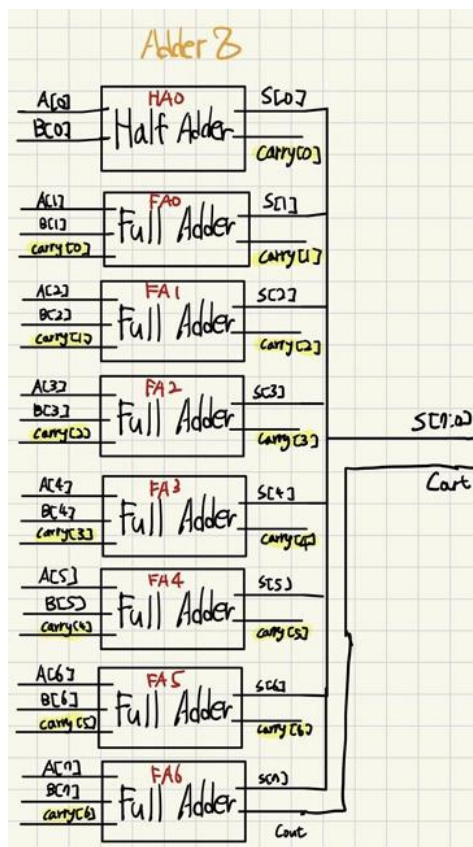 Adder 8
HA0
A[0]
B[0]
Half Adder
S[0]
carry[0]
FA0
A[1]
B[1]
carry[0]
Full Adder
S[1]
carry[1]
FA1
A[2]
B[2]
carry[1]
Full Adder
S[2]
carry[2]
FA2
A[3]
B[3]
carry[2]
Full Adder
S[3]
carry[3]
S[7:0]
Cout
FA3
A[4]
B[4]
carry[3]
Full Adder
S[4]
carry[4]
FA4
A[5]
B[5]
carry[4]
Full Adder
S[5]
carry[5]
FA5
A[6]
B[6]
carry[5]
Full Adder
S[6]
carry[6]
FA6
A[7]
B[7]
carry[6]
Full Adder
S[7]
Cout